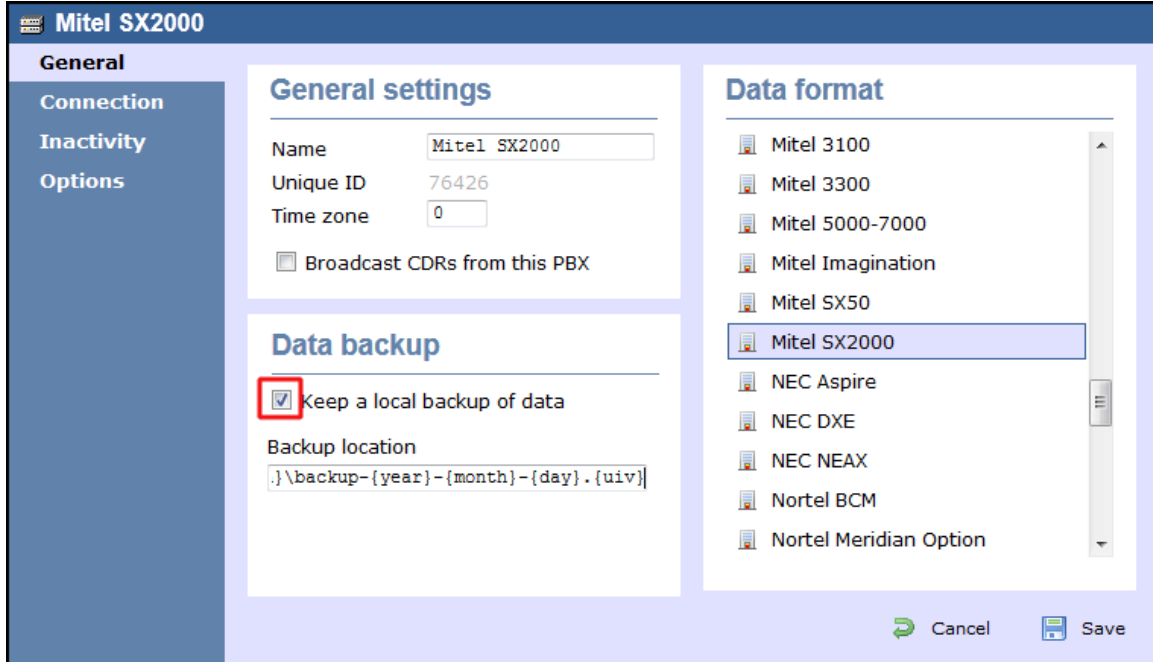 Mitel SX2000
General
Connection
Inactivity
Options
General settings
Name Mitel SX2000
Unique ID 76426
Time zone 0
Broadcast CDRs from this PBX
Data backup
Keep a local backup of data
Backup location
.}\backup-{year}-{month}-{day}.{uiv}
Data format
Mitel 3100
Mitel 3300
Mitel 5000-7000
Mitel Imagination
Mitel SX50
Mitel SX2000
NEC Aspire
NEC DXE
NEC NEAX
Nortel BCM
Nortel Meridian Option
Cancel Save